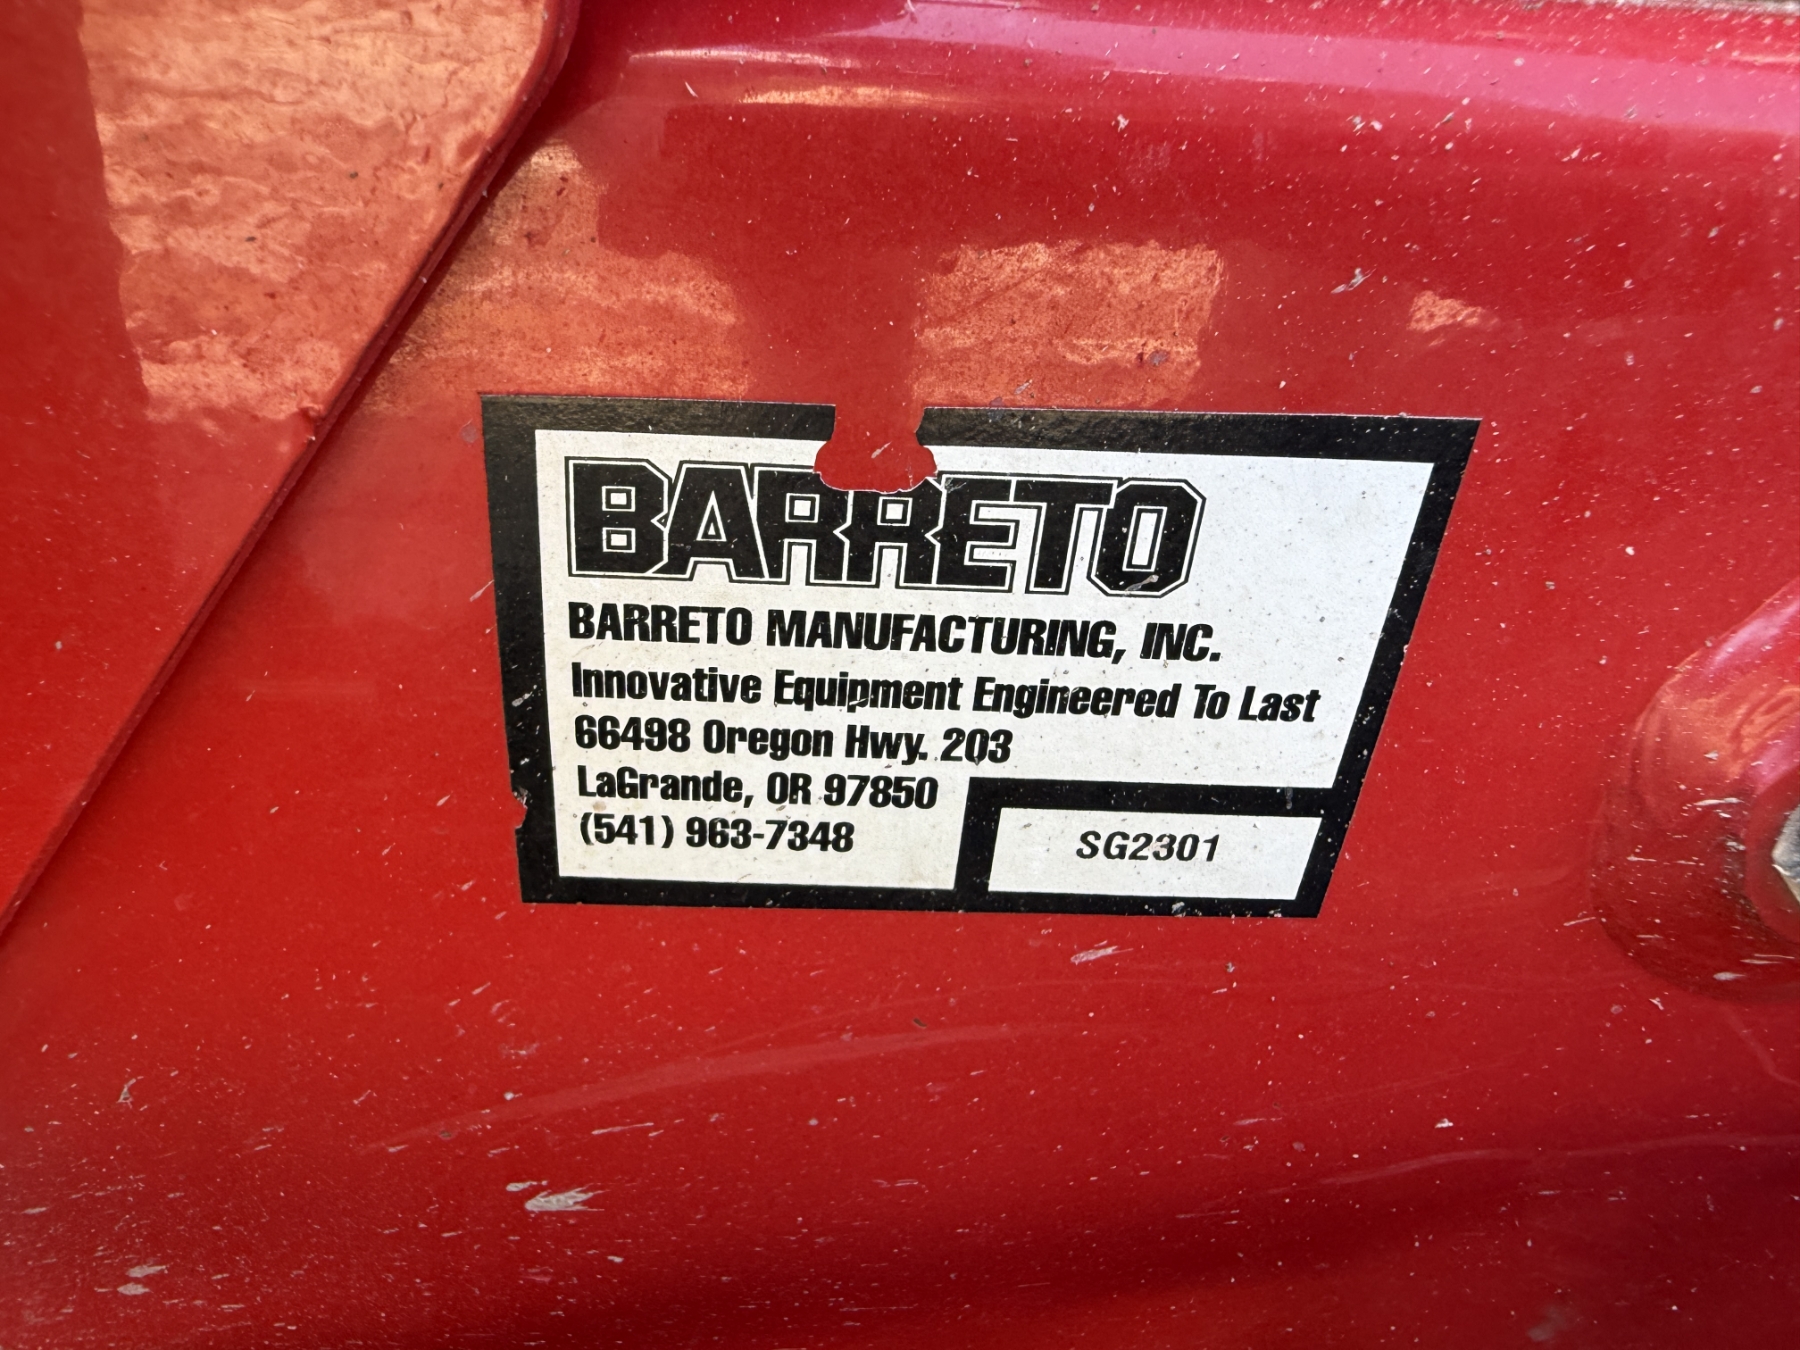 BARRETO
BARRETO MANUFACTURING, INC.
Innovative Equipment Engineered To Last
66498 Oregon Hwy. 203
LaGrande, OR 97850
(541) 963-7348
SG2301